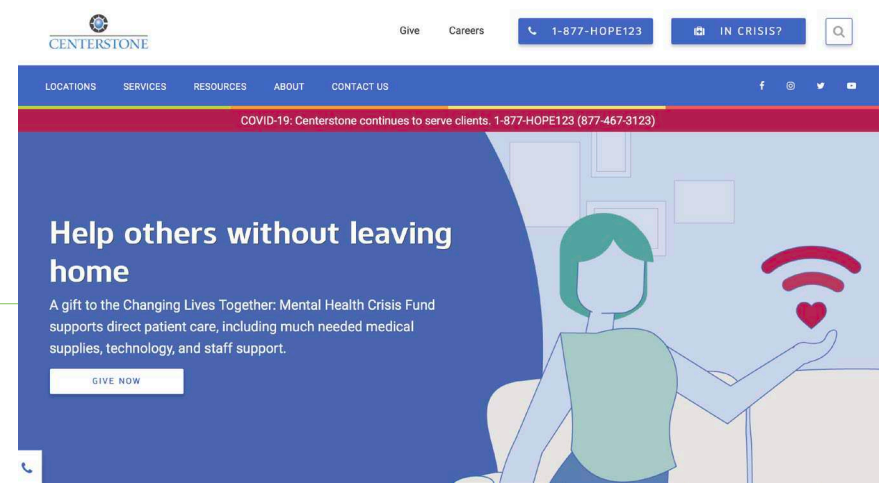 CENTERSTONE
Give
Careers
1-877-HOPE123
IN CRISIS?
LOCATIONS
SERVICES
RESOURCES
ABOUT
CONTACT US
COVID-19: Centerstone continues to serve clients. 1-877-HOPE123 (877-467-3123)
Help others without leaving
home
A gift to the Changing Lives Together: Mental Health Crisis Fund
supports direct patient care, including much needed medical
supplies, technology, and staff support.
GIVE NOW